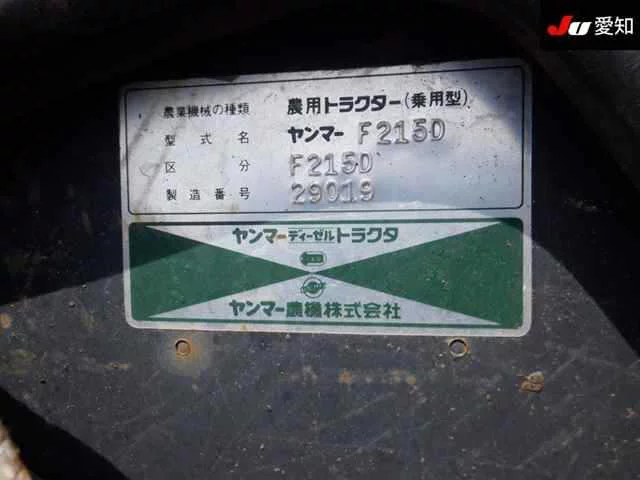 JU 愛知
農業機械の種類 農用トラクター(乗用型)
型式名 ヤンマー F215D
区分 F215D
製造番号 29019
ヤンマーディーゼルトラクタ
ヤンマー農機株式会社